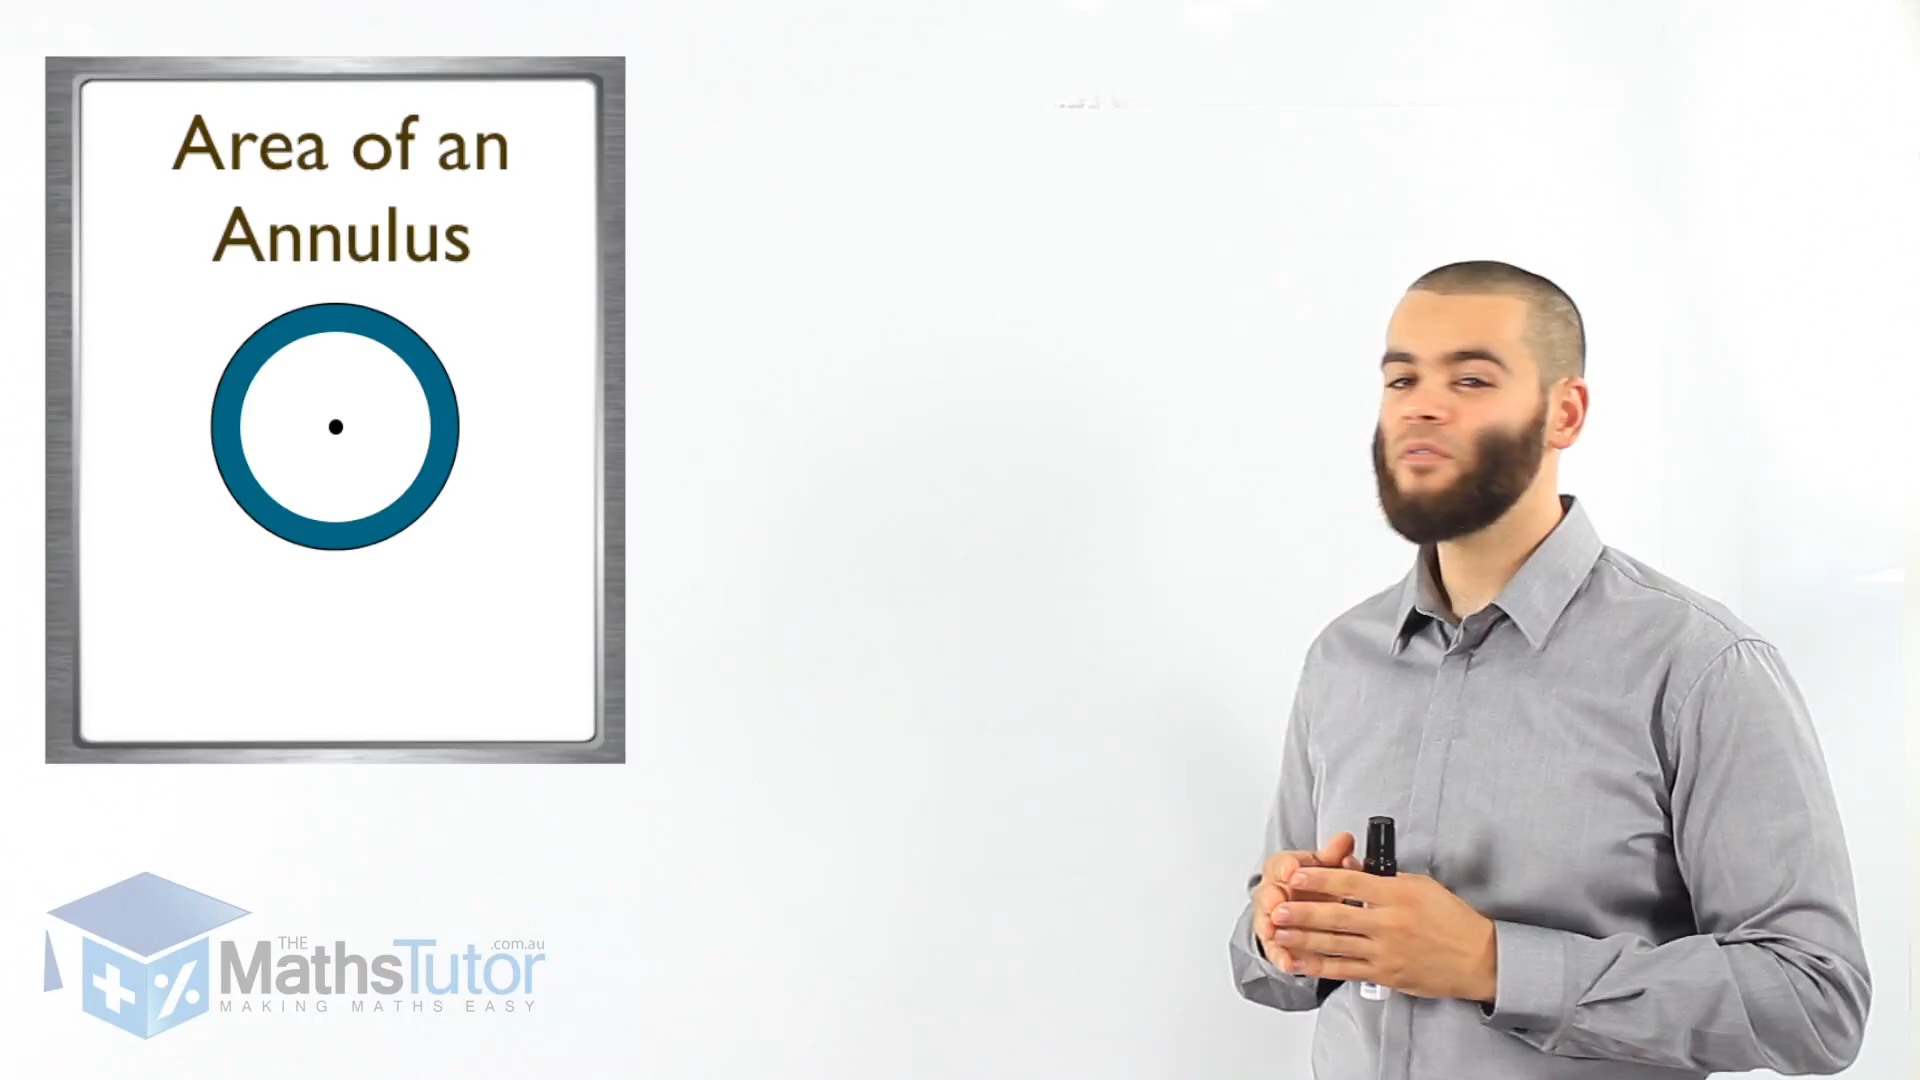 Area of an
Annulus
THE
MathsTutor
.com.au
MAKING MATHS EASY